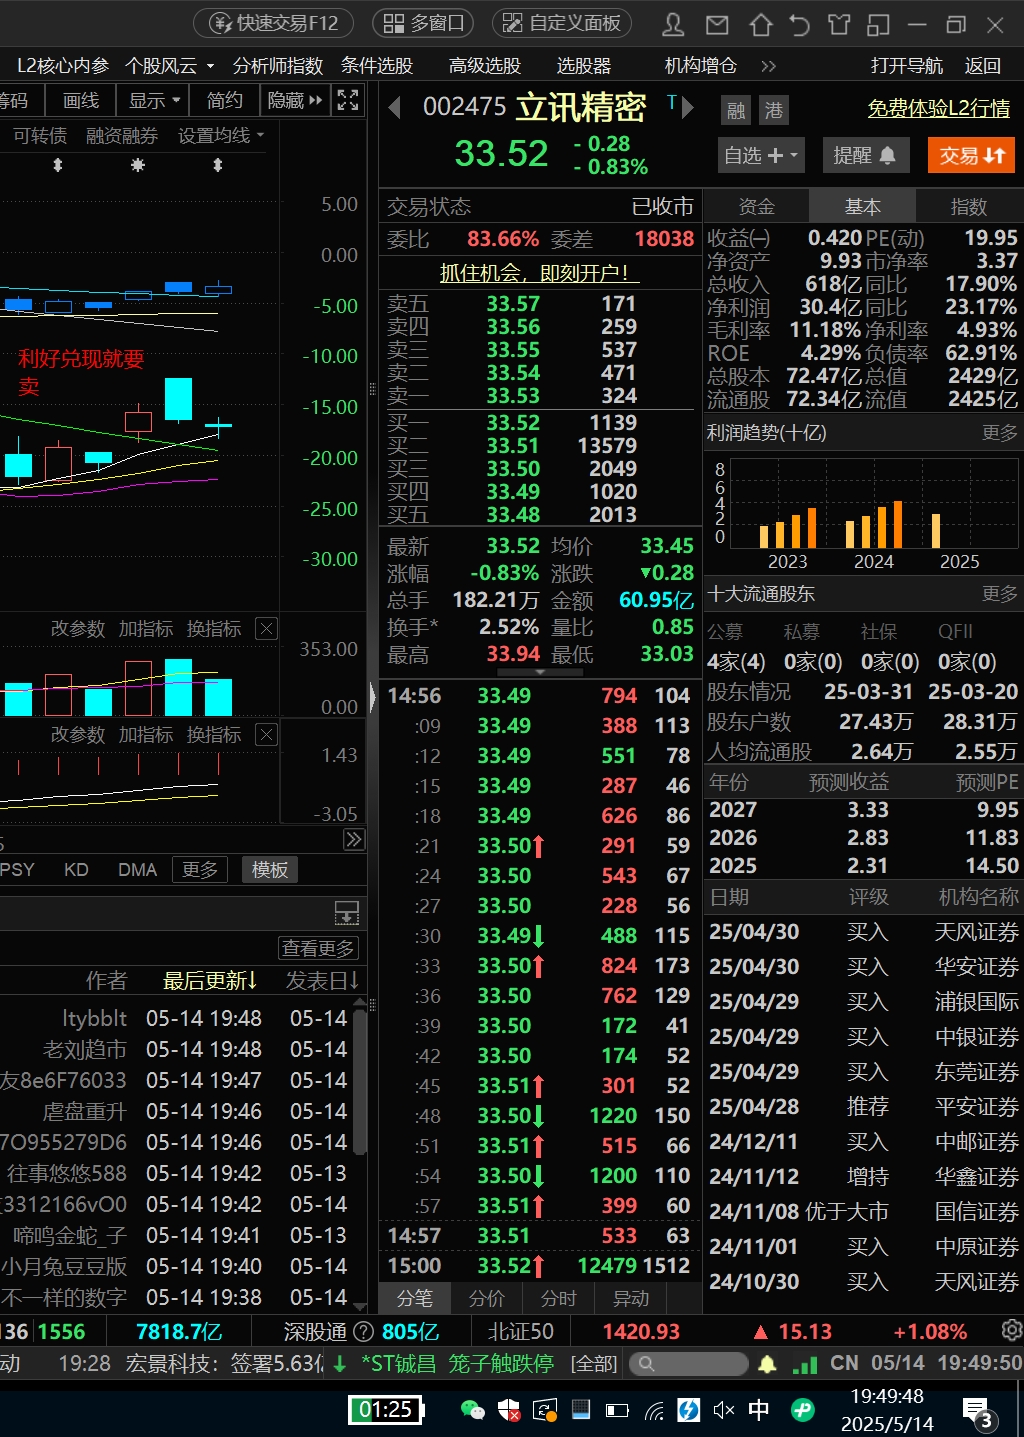 快速交易F12 多窗口 自定义面板
L2核心内参 个股风云 分析师指数 条件选股 高级选股 选股器 机构增仓 >> 打开导航 返回
筹码 画线 显示 简约 隐藏
可转债 融资融券 设置均线
5.00
0.00
-5.00
-10.00
-15.00
-20.00
-25.00
-30.00
利好兑现就要
卖
改参数 加指标 换指标
353.00
0.00
改参数 加指标 换指标
1.43
-3.05
PSY KD DMA 更多 模板
查看更多
作者 最后更新↓ 发表日↓
ltybblt 05-14 19:48 05-14
老刘趋市 05-14 19:48 05-14
友8e6F76033 05-14 19:47 05-14
虐盘重升 05-14 19:46 05-14
7O955279D6 05-14 19:46 05-14
往事悠悠588 05-14 19:42 05-13
3312166vO0 05-14 19:42 05-14
啼鸣金蛇_子 05-14 19:41 05-13
小月兔豆豆版 05-14 19:40 05-14
不一样的数字 05-14 19:38 05-14
002475 立讯精密 T 融 港 免费体验L2行情
33.52 -0.28
-0.83%
自选 + 提醒 交易
交易状态 已收市
委比 83.66% 委差 18038
抓住机会，即刻开户！
卖五 33.57 171
卖四 33.56 259
卖三 33.55 537
卖二 33.54 471
卖一 33.53 324
买一 33.52 1139
买二 33.51 13579
买三 33.50 2049
买四 33.49 1020
买五 33.48 2013
最新 33.52 均价 33.45
涨幅 -0.83% 涨跌 ▼0.28
总手 182.21万 金额 60.95亿
换手* 2.52% 量比 0.85
最高 33.94 最低 33.03
14:56 33.49 794 104
:09 33.49 388 113
:12 33.49 551 78
:15 33.49 287 46
:18 33.49 626 86
:21 33.50↑ 291 59
:24 33.50 543 67
:27 33.50 228 56
:30 33.49↓ 488 115
:33 33.50↑ 824 173
:36 33.50 762 129
:39 33.50 172 41
:42 33.50 174 52
:45 33.51↑ 301 52
:48 33.50↓ 1220 150
:51 33.51↑ 515 66
:54 33.50↓ 1200 110
:57 33.51↑ 399 60
14:57 33.51 533 63
15:00 33.52↑ 12479 1512
分笔 分价 分时 异动
资金 基本 指数
收益㈠ 0.420 PE(动) 19.95
净资产 9.93 市净率 3.37
总收入 618亿 同比 17.90%
净利润 30.4亿 同比 23.17%
毛利率 11.18% 净利率 4.93%
ROE 4.29% 负债率 62.91%
总股本 72.47亿 总值 2429亿
流通股 72.34亿 流值 2425亿
利润趋势(十亿) 更多
8
6
4
2
0
2023 2024 2025
十大流通股东 更多
公募 私募 社保 QFII
4家(4) 0家(0) 0家(0) 0家(0)
股东情况 25-03-31 25-03-20
股东户数 27.43万 28.31万
人均流通股 2.64万 2.55万
年份 预测收益 预测PE
2027 3.33 9.95
2026 2.83 11.83
2025 2.31 14.50
日期 评级 机构名称
25/04/30 买入 天风证券
25/04/30 买入 华安证券
25/04/29 买入 浦银国际
25/04/29 买入 中银证券
25/04/29 买入 东莞证券
25/04/28 推荐 平安证券
24/12/11 买入 中邮证券
24/11/12 增持 华鑫证券
24/11/08 优于大市 国信证券
24/11/01 买入 中原证券
24/10/30 买入 天风证券
136 1556 7818.7亿 深股通 ? 805亿 北证50 1420.93 ▲ 15.13 +1.08%
动 19:28 宏景科技：签署5.63亿 ↓ *ST铖昌 笼子触跌停 [全部] CN 05/14 19:49:50
01:25 中 19:49:48
2025/5/14 3